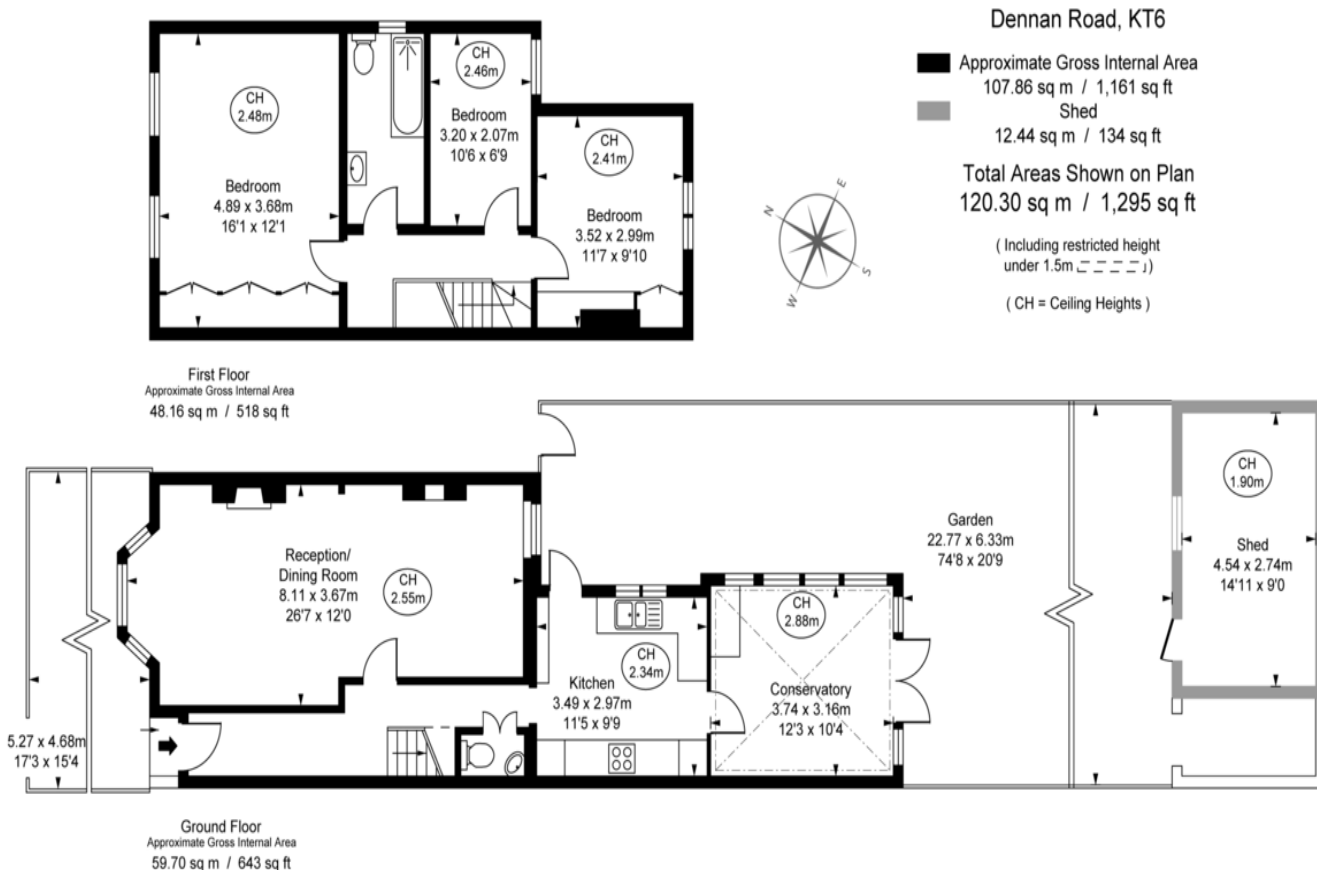 Dennan Road, KT6
Approximate Gross Internal Area
107.86 sq m / 1,161 sq ft
Shed
12.44 sq m / 134 sq ft
Total Areas Shown on Plan
120.30 sq m / 1,295 sq ft
( Including restricted height
under 1.5m )
( CH = Ceiling Heights )
N
E
S
W
CH
2.48m
Bedroom
4.89 x 3.68m
16'1 x 12'1
CH
2.46m
Bedroom
3.20 x 2.07m
10'6 x 6'9
CH
2.41m
Bedroom
3.52 x 2.99m
11'7 x 9'10
First Floor
Approximate Gross Internal Area
48.16 sq m / 518 sq ft
Reception/
Dining Room
8.11 x 3.67m
26'7 x 12'0
CH
2.55m
Kitchen
3.49 x 2.97m
11'5 x 9'9
CH
2.34m
CH
2.88m
Conservatory
3.74 x 3.16m
12'3 x 10'4
Garden
22.77 x 6.33m
74'8 x 20'9
CH
1.90m
Shed
4.54 x 2.74m
14'11 x 9'0
5.27 x 4.68m
17'3 x 15'4
Ground Floor
Approximate Gross Internal Area
59.70 sq m / 643 sq ft